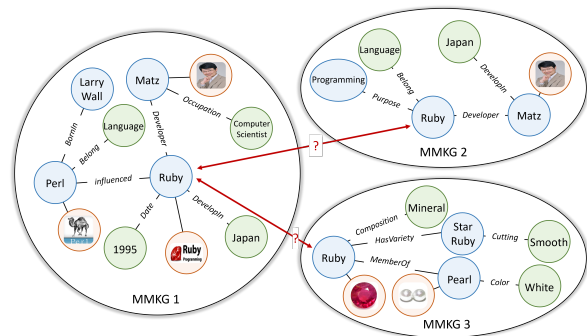 Larry
Wall
Matz
Occupation
Computer
Scientist
BornIn
Language
Developer
Belong
Perl
influenced
Ruby
Date
DevelopIn
1995
Ruby
Programming
Japan
MMKG 1
?
?
Language
Japan
Programming
Belong
DevelopIn
Purpose
Ruby
Developer
Matz
MMKG 2
Mineral
Composition
HasVariety
Star
Ruby
Cutting
Smooth
Ruby
MemberOf
Pearl
Color
White
MMKG 3